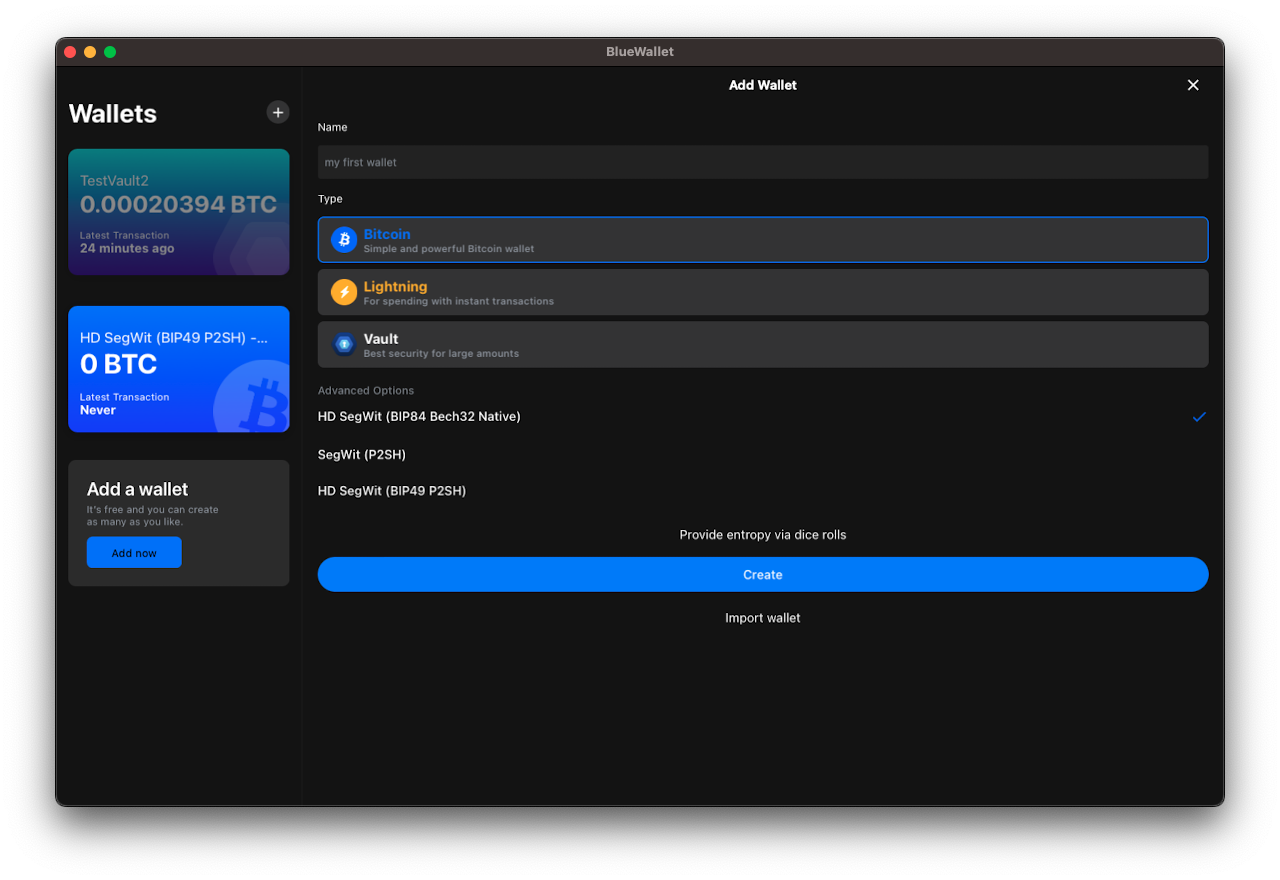 BlueWallet
Wallets
TestVault2
0.00020394 BTC
Latest Transaction
24 minutes ago
HD SegWit (BIP49 P2SH) -...
0 BTC
Latest Transaction
Never
Add a wallet
It's free and you can create
as many as you like.
Add now
Add Wallet
Name
my first wallet
Type
Bitcoin
Simple and powerful Bitcoin wallet
Lightning
For spending with instant transactions
Vault
Best security for large amounts
Advanced Options
HD SegWit (BIP84 Bech32 Native)
SegWit (P2SH)
HD SegWit (BIP49 P2SH)
Provide entropy via dice rolls
Create
Import wallet